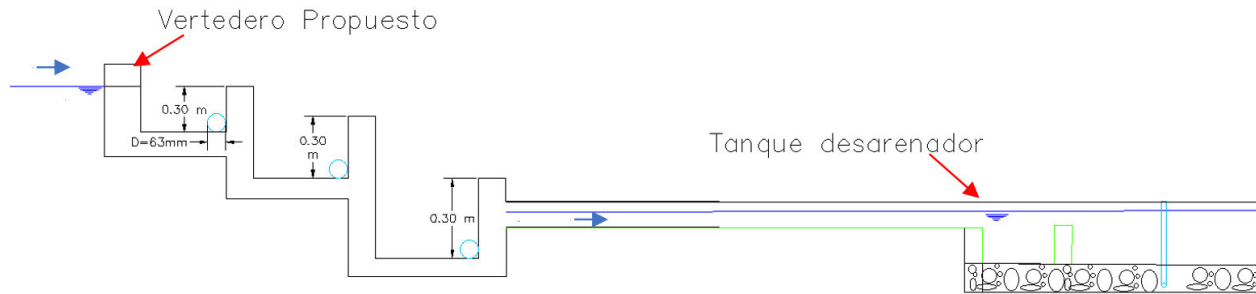 Vertedero Propuesto
0.30 m
D=63mm
0.30
m
Tanque desarenador
0.30 m